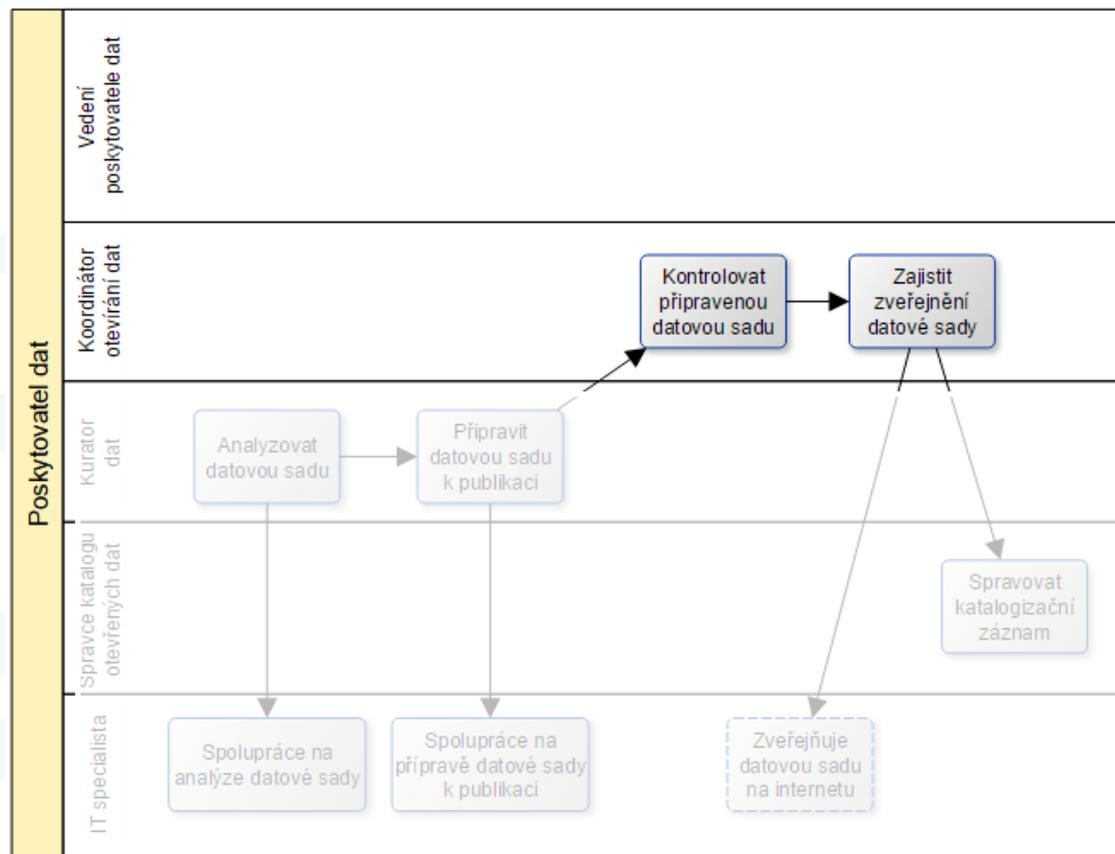 Poskytovatel dat
Vedení
poskytovatele dat
Koordinátor
otevírání dat
Kontrolovat
připravenou
datovou sadu
Zajistit
zveřejnění
datové sady
Kurator
dat
Analyzovat
datovou sadu
Připravit
datovou sadu
k publikaci
Spravce katalogu
otevřených dat
Spravovat
katalogizační
záznam
IT specialista
Spolupráce na
analýze datové sady
Spolupráce na
přípravě datové sady
k publikaci
Zveřejňuje
datovou sadu
na internetu